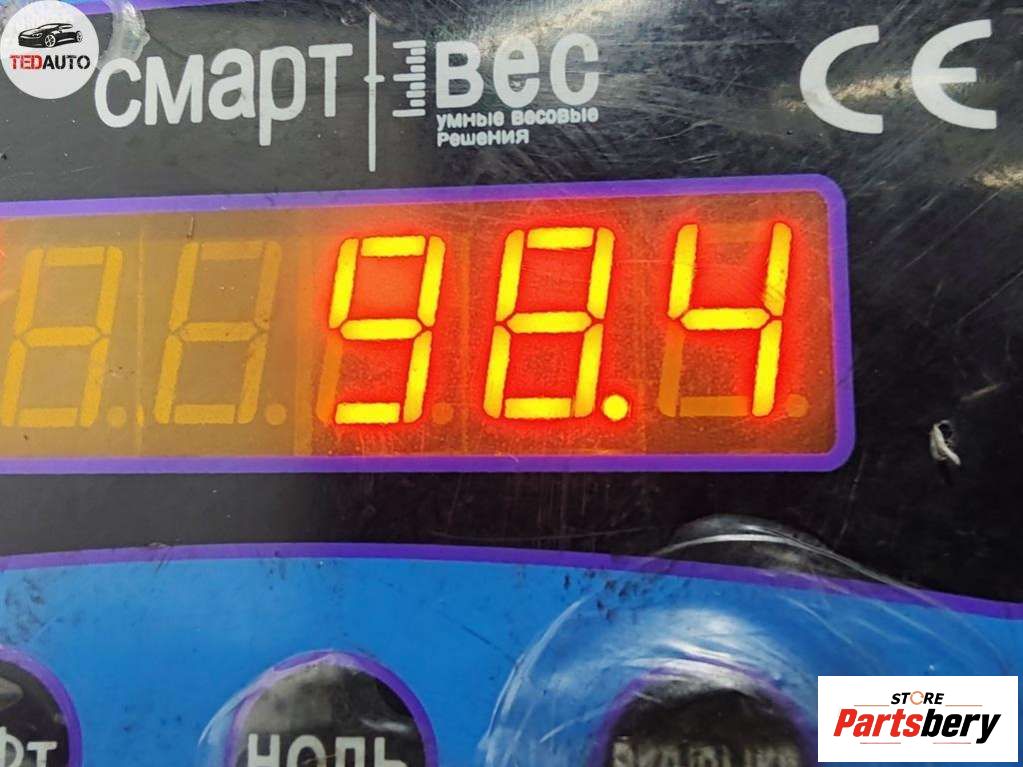 TEDAUTO
смарт вес
умные весовые
решения
CE
98.4
НОЛЬ
STORE
Partsbery